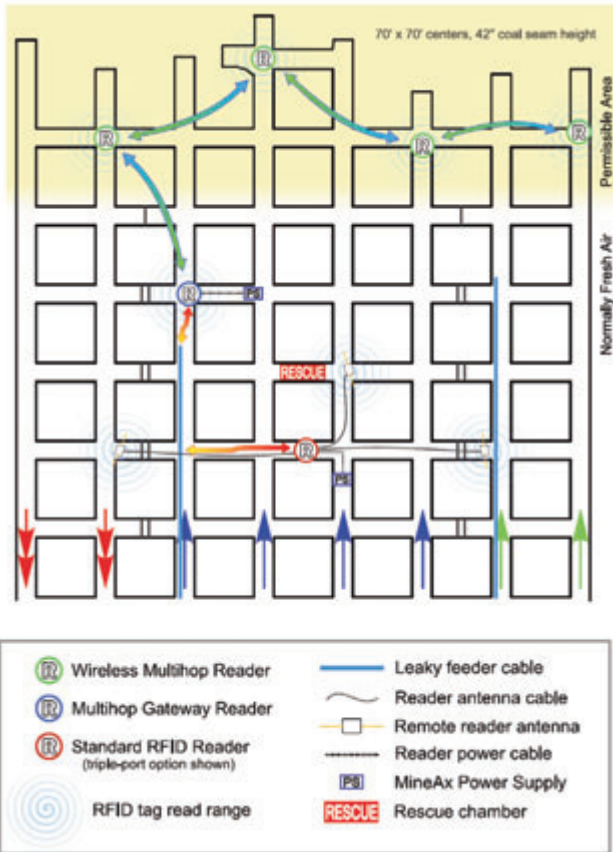 70' x 70' centers, 42" coal seam height
Permissible Area
Normally Fresh Air
R
R
R
R
R
PS
RESCUE
R
PS
R Wireless Multihop Reader
R Multihop Gateway Reader
R Standard RFID Reader
(triple-port option shown)
RFID tag read range
Leaky feeder cable
Reader antenna cable
Remote reader antenna
Reader power cable
PS MineAx Power Supply
RESCUE Rescue chamber